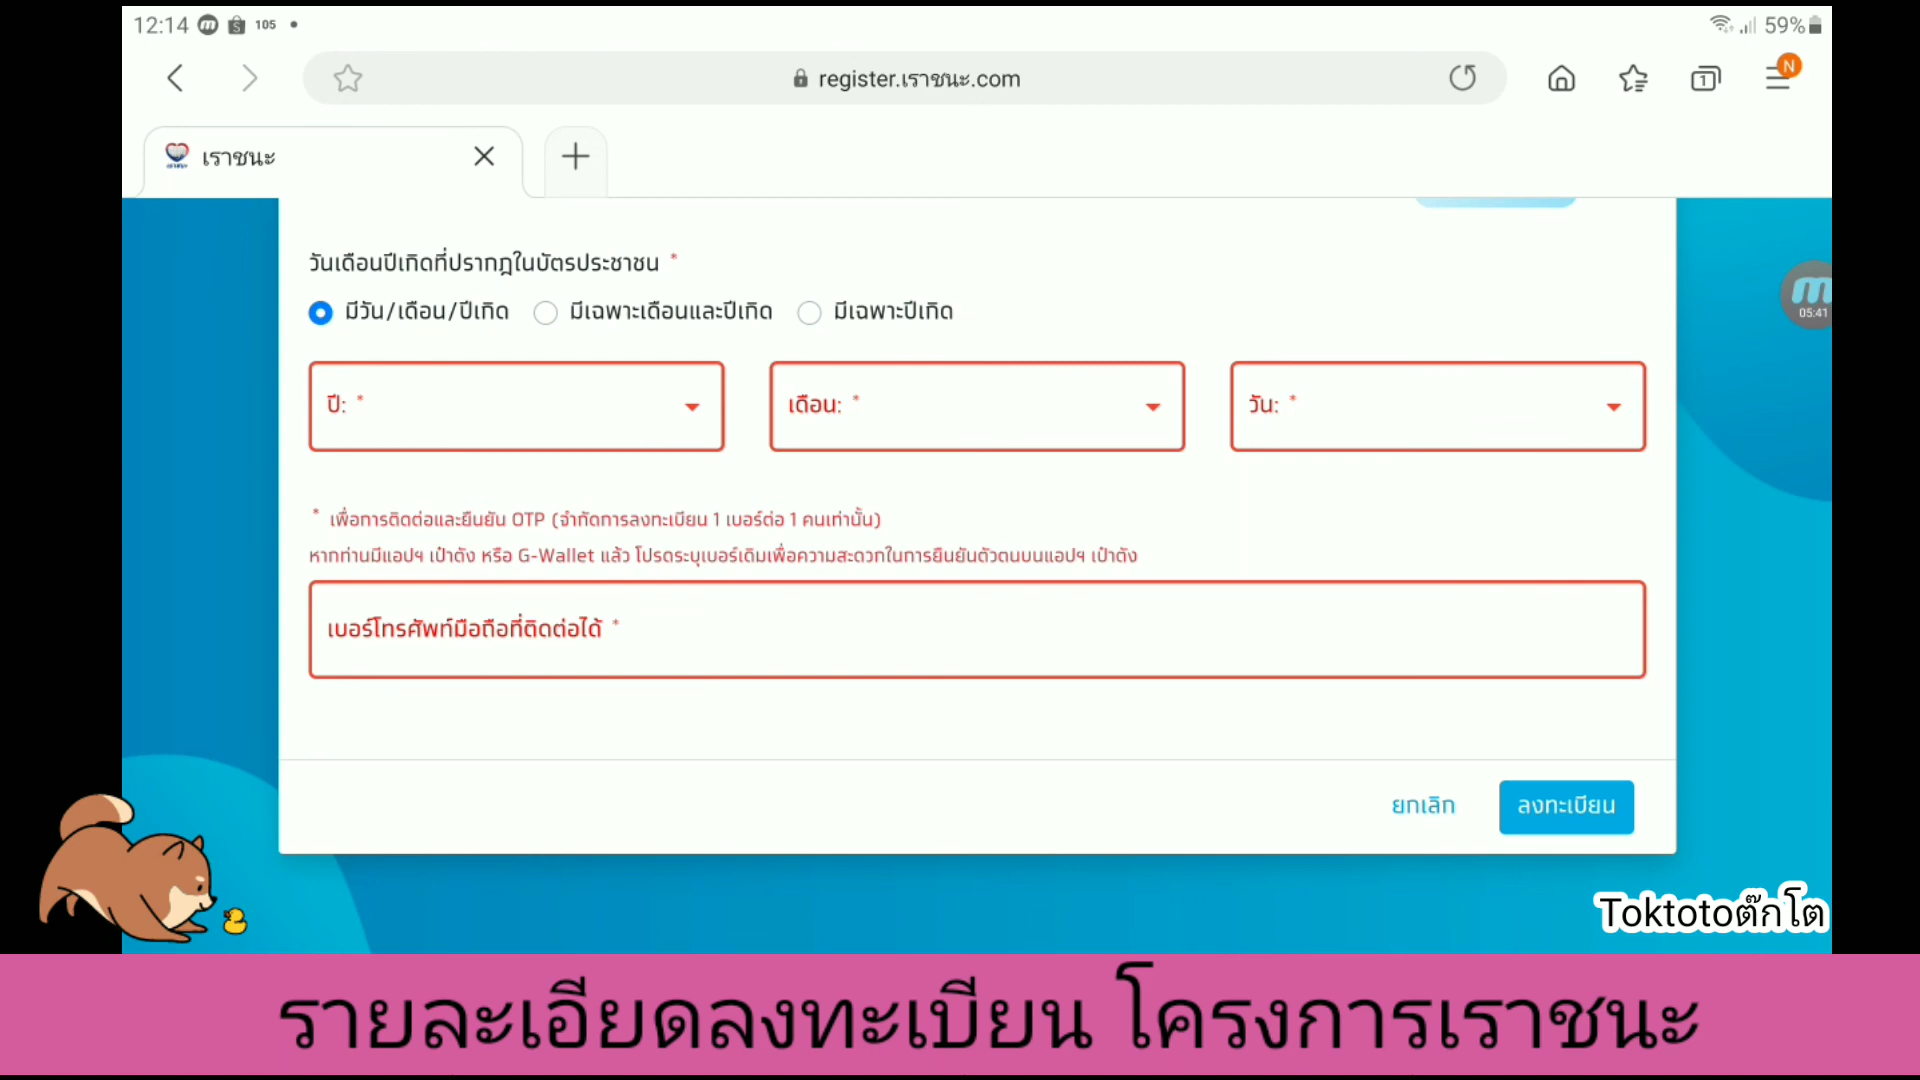 12:14 105 59%
register.เราชนะ.com 1 N
เราชนะ
วันเดือนปีเกิดที่ปรากฎในบัตรประชาชน *
มีวัน/เดือน/ปีเกิด มีเฉพาะเดือนและปีเกิด มีเฉพาะปีเกิด
05:41
ปี: * เดือน: * วัน: *
* เพื่อการติดต่อและยืนยัน OTP (จำกัดการลงทะเบียน 1 เบอร์ต่อ 1 คนเท่านั้น)
หากท่านมีแอปฯ เป๋าตัง หรือ G-Wallet แล้ว โปรดระบุเบอร์เดิมเพื่อความสะดวกในการยืนยันตัวตนบนแอปฯ เป๋าตัง
เบอร์โทรศัพท์มือถือที่ติดต่อได้ *
ยกเลิก ลงทะเบียน
Toktotoต๊กโต
รายละเอียดลงทะเบียน โครงการเราชนะ